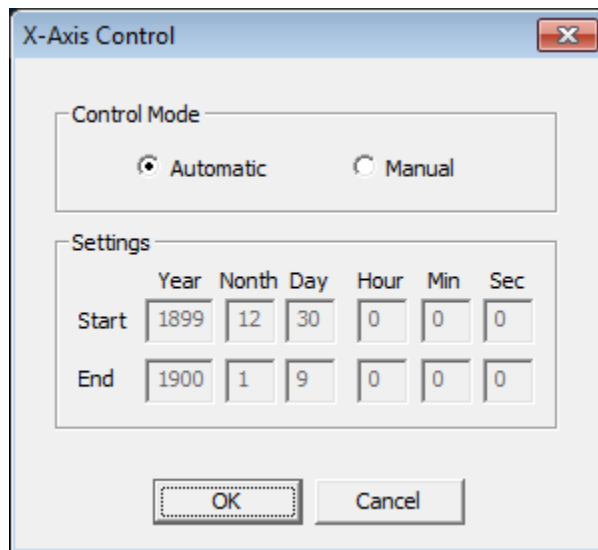 X-Axis Control
Control Mode
Automatic Manual
Settings
Year Nonth Day Hour Min Sec
Start 1899 12 30 0 0 0
End 1900 1 9 0 0 0
OK Cancel